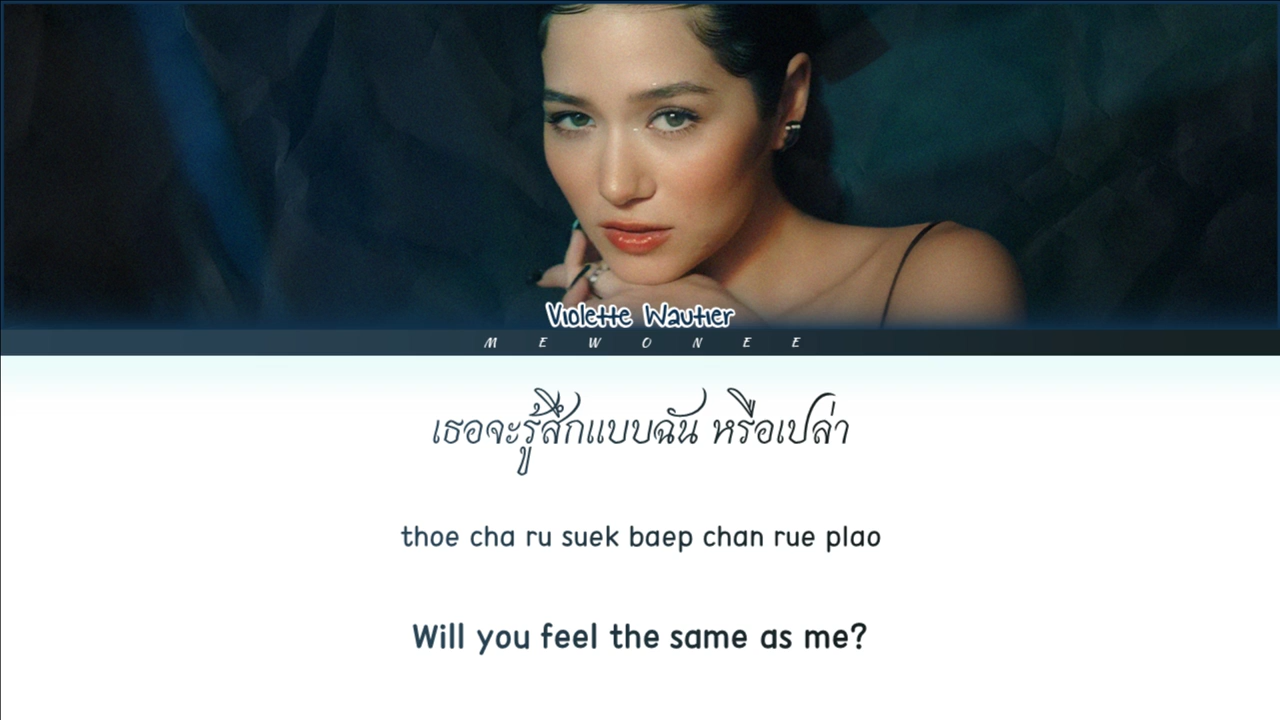 Violette Wautier
MEWONEE
เธอจะรู้สึกแบบฉัน หรือเปล่า
thoe cha ru suek baep chan rue plao
Will you feel the same as me?